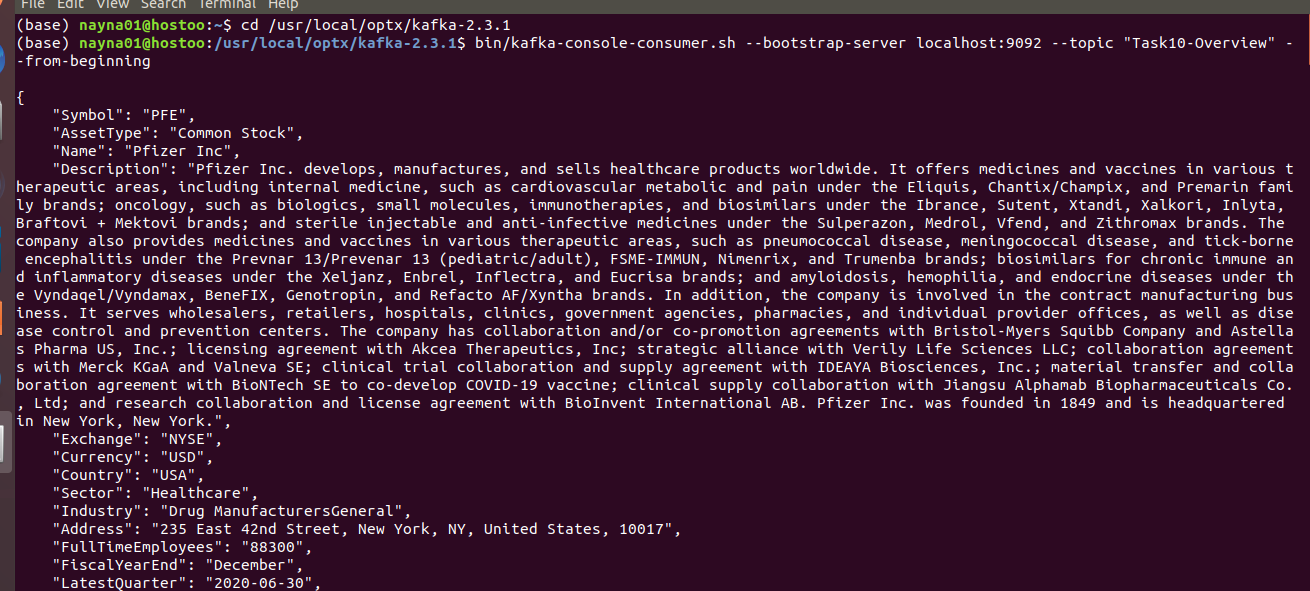 File Edit View Search Terminal Help
(base) nayna01@hostoo:~$ cd /usr/local/optx/kafka-2.3.1
(base) nayna01@hostoo:/usr/local/optx/kafka-2.3.1$ bin/kafka-console-consumer.sh --bootstrap-server localhost:9092 --topic "Task10-Overview" -
-from-beginning
{
    "Symbol": "PFE",
    "AssetType": "Common Stock",
    "Name": "Pfizer Inc",
    "Description": "Pfizer Inc. develops, manufactures, and sells healthcare products worldwide. It offers medicines and vaccines in various t
herapeutic areas, including internal medicine, such as cardiovascular metabolic and pain under the Eliquis, Chantix/Champix, and Premarin fami
ly brands; oncology, such as biologics, small molecules, immunotherapies, and biosimilars under the Ibrance, Sutent, Xtandi, Xalkori, Inlyta,
Braftovi + Mektovi brands; and sterile injectable and anti-infective medicines under the Sulperazon, Medrol, Vfend, and Zithromax brands. The
company also provides medicines and vaccines in various therapeutic areas, such as pneumococcal disease, meningococcal disease, and tick-borne
 encephalitis under the Prevnar 13/Prevenar 13 (pediatric/adult), FSME-IMMUN, Nimenrix, and Trumenba brands; biosimilars for chronic immune an
d inflammatory diseases under the Xeljanz, Enbrel, Inflectra, and Eucrisa brands; and amyloidosis, hemophilia, and endocrine diseases under th
e Vyndaqel/Vyndamax, BeneFIX, Genotropin, and Refacto AF/Xyntha brands. In addition, the company is involved in the contract manufacturing bus
iness. It serves wholesalers, retailers, hospitals, clinics, government agencies, pharmacies, and individual provider offices, as well as dise
ase control and prevention centers. The company has collaboration and/or co-promotion agreements with Bristol-Myers Squibb Company and Astella
s Pharma US, Inc.; licensing agreement with Akcea Therapeutics, Inc; strategic alliance with Verily Life Sciences LLC; collaboration agreement
s with Merck KGaA and Valneva SE; clinical trial collaboration and supply agreement with IDEAYA Biosciences, Inc.; material transfer and colla
boration agreement with BioNTech SE to co-develop COVID-19 vaccine; clinical supply collaboration with Jiangsu Alphamab Biopharmaceuticals Co.
, Ltd; and research collaboration and license agreement with BioInvent International AB. Pfizer Inc. was founded in 1849 and is headquartered
in New York, New York.",
    "Exchange": "NYSE",
    "Currency": "USD",
    "Country": "USA",
    "Sector": "Healthcare",
    "Industry": "Drug ManufacturersGeneral",
    "Address": "235 East 42nd Street, New York, NY, United States, 10017",
    "FullTimeEmployees": "88300",
    "FiscalYearEnd": "December",
    "LatestQuarter": "2020-06-30",